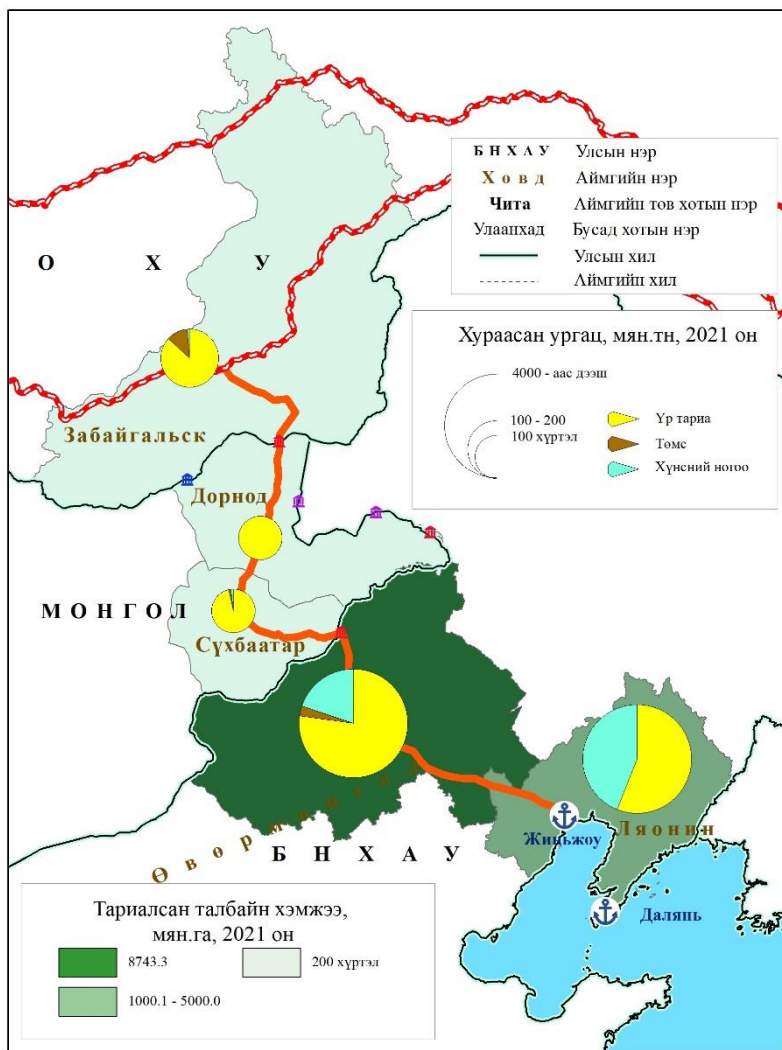 Б Н Х А У Улсын нэр
Х о в д Аймгийн нэр
Чита Аймгийн төв хотын нэр
Улаанхад Бусад хотын нэр
Улсын хил
Аймгийн хил
О Х У
Хураасан ургац, мян.тн, 2021 он
4000 - аас дээш
100 - 200
100 хүртэл
Үр тариа
Төмс
Хүнсний ногоо
Забайгальск
Дорнод
М О Н Г О Л
Сүхбаатар
Ө в ө р м о н г о л
Б Н Х А У
Ляонин
Жиньжоу
Далянь
Тариалсан талбайн хэмжээ,
мян.га, 2021 он
8743.3
200 хүртэл
1000.1 - 5000.0